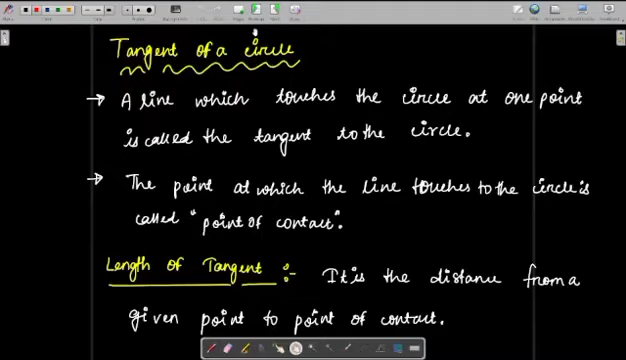 Tangent of a circle
→ A line which touches the circle at one point
is called the tangent to the circle.
→ The point at which the line touches to the circle is
called "point of contact".
Length of Tangent :- It is the distance from a
given point to point of contact.